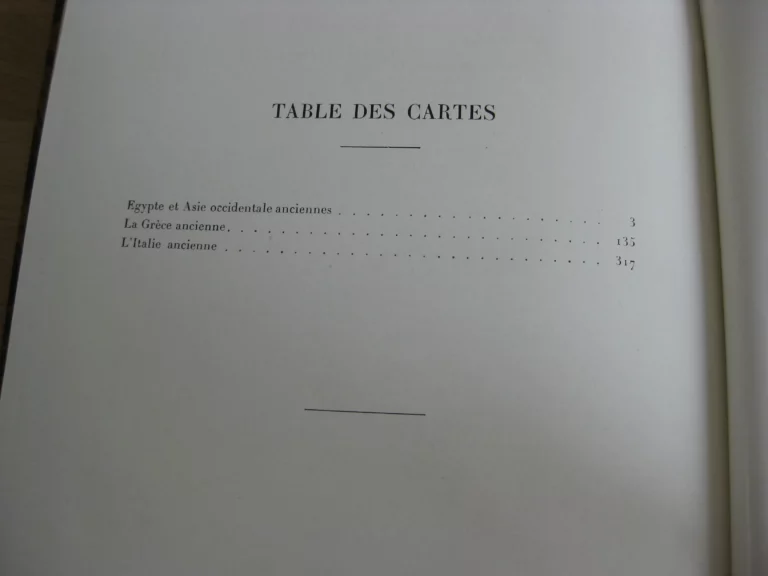 TABLE DES CARTES
Egypte et Asie occidentale anciennes . . . . . . . . . . . . . . . . . . . 3
La Grèce ancienne. . . . . . . . . . . . . . . . . . . . . . . . . . . 135
L'Italie ancienne . . . . . . . . . . . . . . . . . . . . . . . . . . . 317